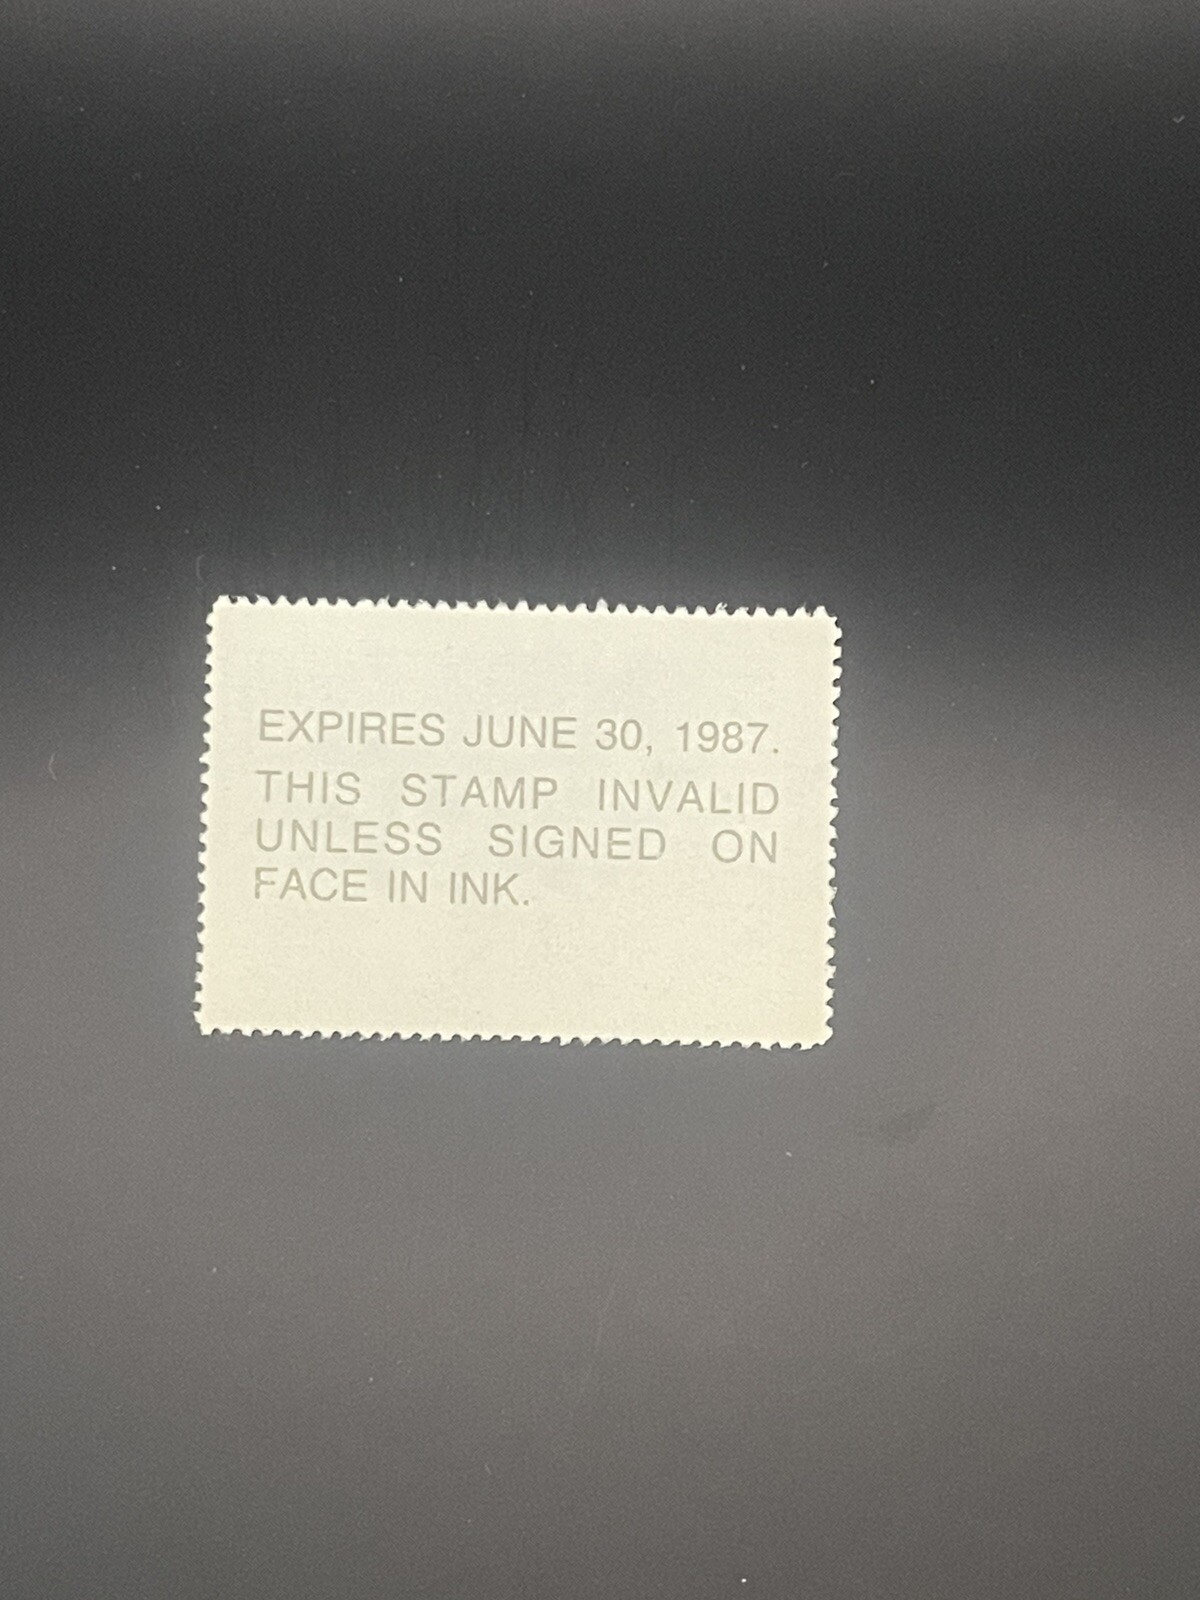 EXPIRES JUNE 30, 1987.
THIS STAMP INVALID
UNLESS SIGNED ON
FACE IN INK.